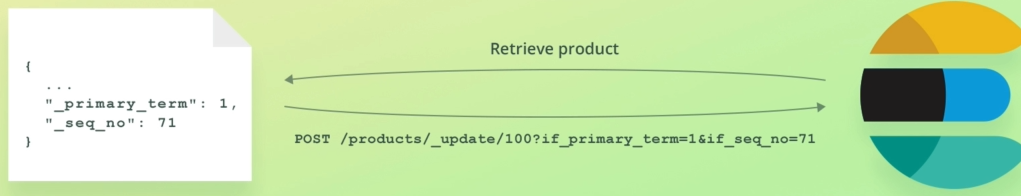 {
...
"_primary_term": 1,
"_seq_no": 71
}
Retrieve product
POST /products/_update/100?if_primary_term=1&if_seq_no=71